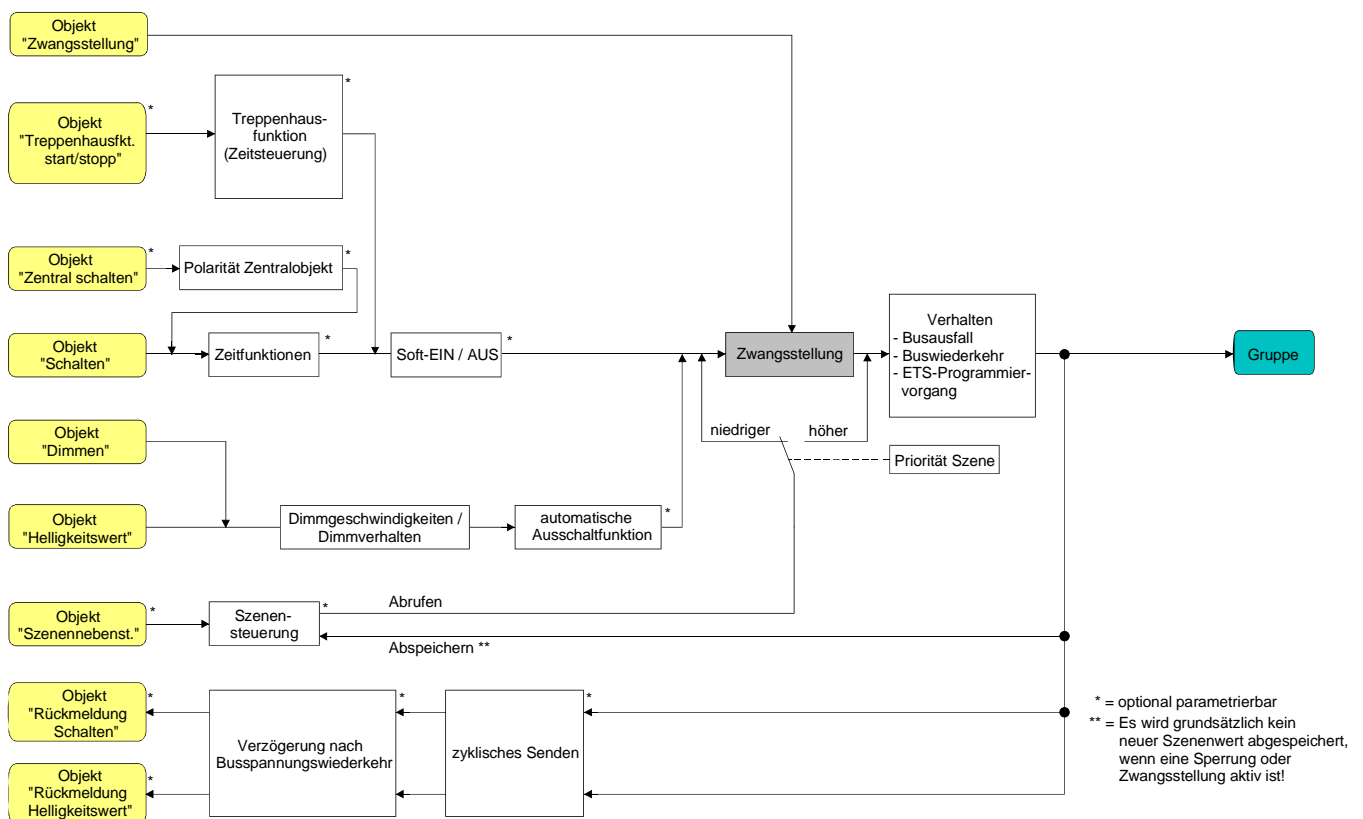 Objekt
"Zwangsstellung"
*
Objekt
"Treppenhausfkt.
start/stopp"
*
Treppenhaus-
funktion
(Zeitsteuerung)
*
Objekt
"Zentral schalten"
*
Polarität Zentralobjekt
*
Objekt
"Schalten"
Zeitfunktionen
*
Soft-EIN / AUS
*
Zwangsstellung
Verhalten
- Busausfall
- Buswiederkehr
- ETS-Programmier-
vorgang
Gruppe
niedriger
höher
Priorität Szene
Objekt
"Dimmen"
Objekt
"Helligkeitswert"
Dimmgeschwindigkeiten /
Dimmverhalten
automatische
Ausschaltfunktion
*
Objekt
"Szenennebenst."
*
Szenen-
steuerung
*
Abrufen
Abspeichern **
Objekt
"Rückmeldung
Schalten"
*
Objekt
"Rückmeldung
Helligkeitswert"
*
Verzögerung nach
Busspannungswiederkehr
*
zyklisches Senden
* = optional parametrierbar
** = Es wird grundsätzlich kein
neuer Szenenwert abgespeichert,
wenn eine Sperrung oder
Zwangsstellung aktiv ist!